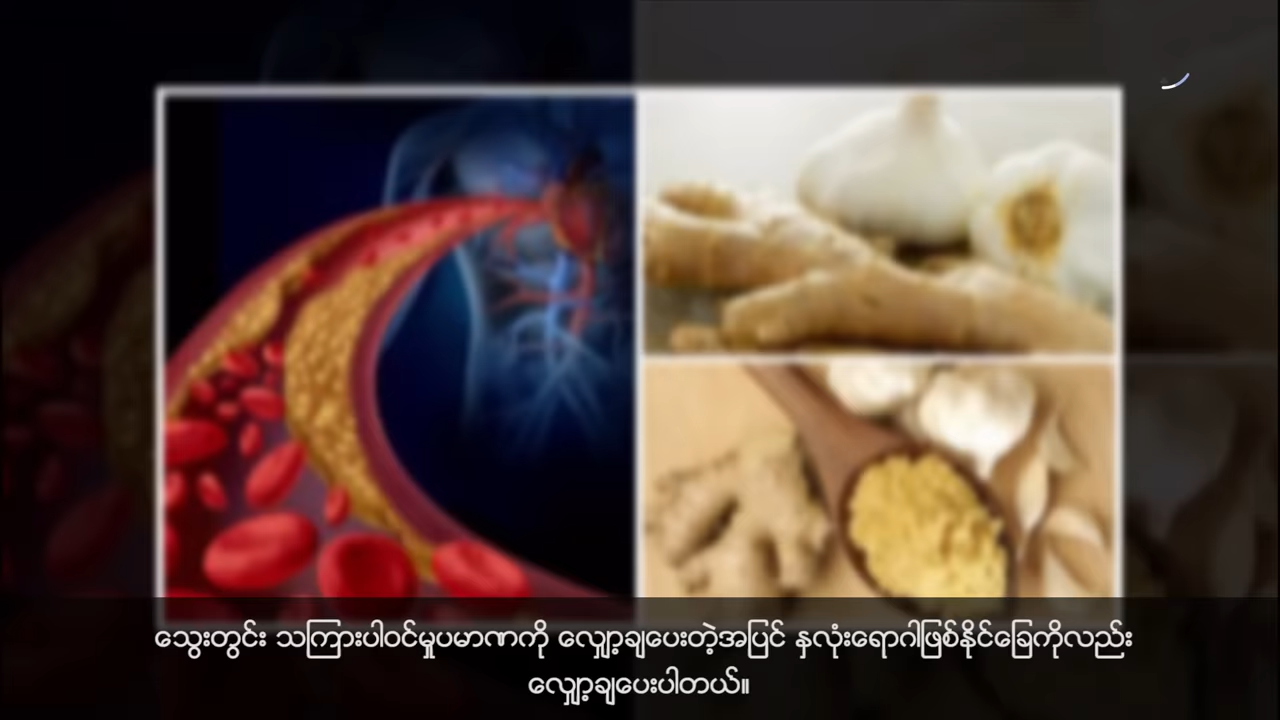 သွေးတွင်း သကြားပါဝင်မှုပမာဏကို လျှော့ချပေးတဲ့အပြင် နှလုံးရောဂါဖြစ်နိုင်ခြေကိုလည်း
လျှော့ချပေးပါတယ်။